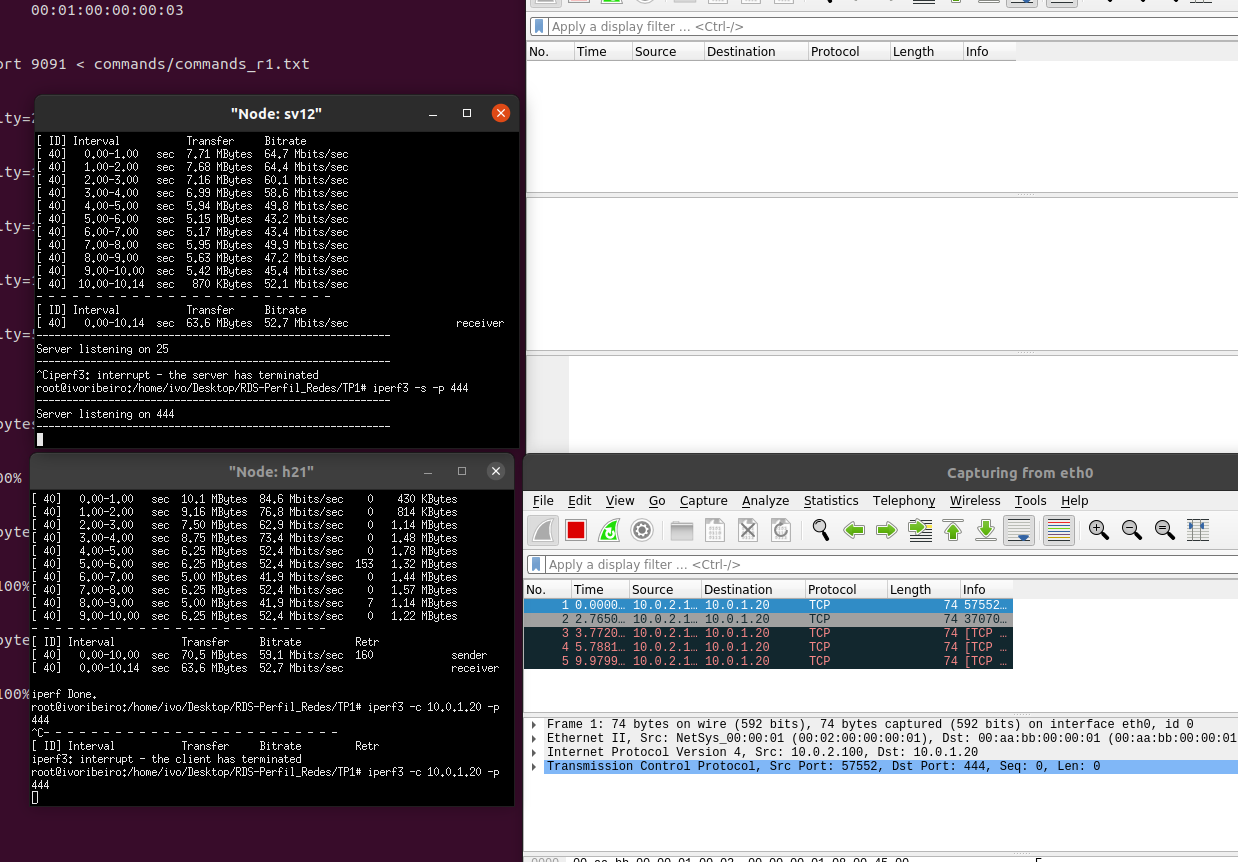 00:01:00:00:00:03
ort 9091 < commands/commands_r1.txt
lty=2
lty=1
lty=1
lty=1
lty=5
bytes
00%
bytes
100%
bytes
100%
"Node: sv12"
[ ID] Interval Transfer Bitrate
[ 40] 0.00-1.00 sec 7.71 MBytes 64.7 Mbits/sec
[ 40] 1.00-2.00 sec 7.68 MBytes 64.4 Mbits/sec
[ 40] 2.00-3.00 sec 7.16 MBytes 60.1 Mbits/sec
[ 40] 3.00-4.00 sec 6.99 MBytes 58.6 Mbits/sec
[ 40] 4.00-5.00 sec 5.94 MBytes 49.8 Mbits/sec
[ 40] 5.00-6.00 sec 5.15 MBytes 43.2 Mbits/sec
[ 40] 6.00-7.00 sec 5.17 MBytes 43.4 Mbits/sec
[ 40] 7.00-8.00 sec 5.95 MBytes 49.9 Mbits/sec
[ 40] 8.00-9.00 sec 5.63 MBytes 47.2 Mbits/sec
[ 40] 9.00-10.00 sec 5.42 MBytes 45.4 Mbits/sec
[ 40] 10.00-10.14 sec 870 KBytes 52.1 Mbits/sec
- - - - - - - - - - - - - - - - - - - - - - - - -
[ ID] Interval Transfer Bitrate
[ 40] 0.00-10.14 sec 63.6 MBytes 52.7 Mbits/sec receiver
-----------------------------------------------------------
Server listening on 25
-----------------------------------------------------------
^Ciperf3: interrupt - the server has terminated
root@ivoribeiro:/home/ivo/Desktop/RDS-Perfil_Redes/TP1# iperf3 -s -p 444
-----------------------------------------------------------
Server listening on 444
-----------------------------------------------------------
"Node: h21"
[ 40] 0.00-1.00 sec 10.1 MBytes 84.6 Mbits/sec 0 430 KBytes
[ 40] 1.00-2.00 sec 9.16 MBytes 76.8 Mbits/sec 0 814 KBytes
[ 40] 2.00-3.00 sec 7.50 MBytes 62.9 Mbits/sec 0 1.14 MBytes
[ 40] 3.00-4.00 sec 8.75 MBytes 73.4 Mbits/sec 0 1.48 MBytes
[ 40] 4.00-5.00 sec 6.25 MBytes 52.4 Mbits/sec 0 1.78 MBytes
[ 40] 5.00-6.00 sec 6.25 MBytes 52.4 Mbits/sec 153 1.32 MBytes
[ 40] 6.00-7.00 sec 5.00 MBytes 41.9 Mbits/sec 0 1.44 MBytes
[ 40] 7.00-8.00 sec 6.25 MBytes 52.4 Mbits/sec 0 1.57 MBytes
[ 40] 8.00-9.00 sec 5.00 MBytes 41.9 Mbits/sec 7 1.14 MBytes
[ 40] 9.00-10.00 sec 6.25 MBytes 52.4 Mbits/sec 0 1.22 MBytes
- - - - - - - - - - - - - - - - - - - - - - - - -
[ ID] Interval Transfer Bitrate Retr
[ 40] 0.00-10.00 sec 70.5 MBytes 59.1 Mbits/sec 160 sender
[ 40] 0.00-10.14 sec 63.6 MBytes 52.7 Mbits/sec receiver
iperf Done.
root@ivoribeiro:/home/ivo/Desktop/RDS-Perfil_Redes/TP1# iperf3 -c 10.0.1.20 -p
444
^C- - - - - - - - - - - - - - - - - - - - - - - - -
[ ID] Interval Transfer Bitrate Retr
iperf3: interrupt - the client has terminated
root@ivoribeiro:/home/ivo/Desktop/RDS-Perfil_Redes/TP1# iperf3 -c 10.0.1.20 -p
444
Apply a display filter ... <Ctrl-/>
No. Time Source Destination Protocol Length Info
Capturing from eth0
File Edit View Go Capture Analyze Statistics Telephony Wireless Tools Help
Apply a display filter ... <Ctrl-/>
No. Time Source Destination Protocol Length Info
1 0.0000... 10.0.2.1... 10.0.1.20 TCP 74 57552...
2 2.7650... 10.0.2.1... 10.0.1.20 TCP 74 37070...
3 3.7720... 10.0.2.1... 10.0.1.20 TCP 74 [TCP ...
4 5.7881... 10.0.2.1... 10.0.1.20 TCP 74 [TCP ...
5 9.9799... 10.0.2.1... 10.0.1.20 TCP 74 [TCP ...
Frame 1: 74 bytes on wire (592 bits), 74 bytes captured (592 bits) on interface eth0, id 0
Ethernet II, Src: NetSys_00:00:01 (00:02:00:00:00:01), Dst: 00:aa:bb:00:00:01 (00:aa:bb:00:00:01
Internet Protocol Version 4, Src: 10.0.2.100, Dst: 10.0.1.20
Transmission Control Protocol, Src Port: 57552, Dst Port: 444, Seq: 0, Len: 0